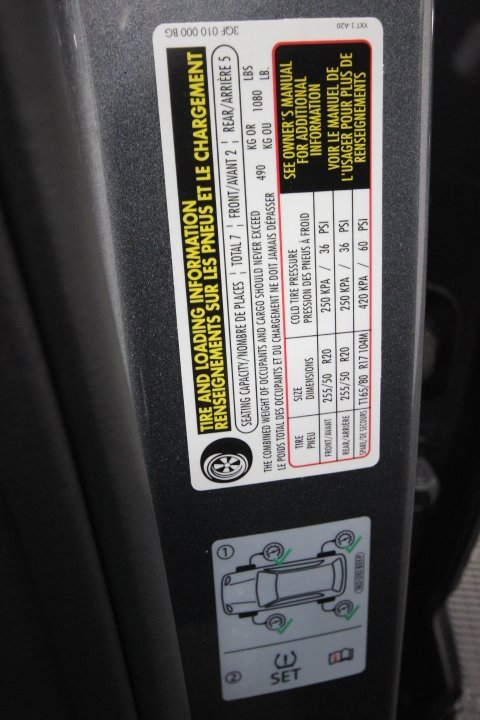 3QF 010 000 BG
YXT 1-A26
TIRE AND LOADING INFORMATION
RENSEIGNEMENTS SUR LES PNEUS ET LE CHARGEMENT
SEATING CAPACITY/NOMBRE DE PLACES TOTAL 7 FRONT/AVANT 2 REAR/ARRIÈRE 5
THE COMBINED WEIGHT OF OCCUPANTS AND CARGO SHOULD NEVER EXCEED 490 KG OR 1080 LBS
LE POIDS TOTAL DES OCCUPANTS ET DU CHARGEMENT NE DOIT JAMAIS DÉPASSER KG OU LB.
TIRE SIZE COLD TIRE PRESSURE
PNEU DIMENSIONS PRESSION DES PNEUS À FROID
FRONT/AVANT 255/50 R20 250 KPA / 36 PSI
REAR/ARRIÈRE 255/50 R20 250 KPA / 36 PSI
SPARE/DE SECOURS T165/80 R17 104M 420 KPA / 60 PSI
SEE OWNER'S MANUAL
FOR ADDITIONAL
INFORMATION
VOIR LE MANUEL DE
L'USAGER POUR PLUS DE
RENSEIGNEMENTS
2
SET
1